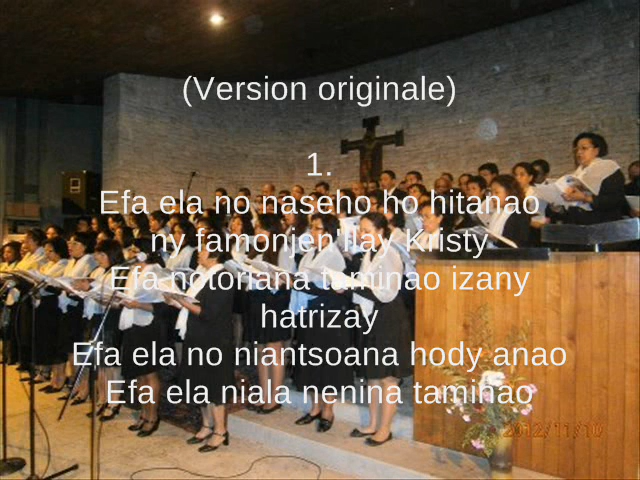 (Version originale)
1.
Efa ela no naseho ho hitanao
ny famonjen'Ilay Kristy
Efa notoriana taminao izany
hatrizay
Efa ela no niantsoana hody anao
Efa ela niala nenina taminao
2012/11/10